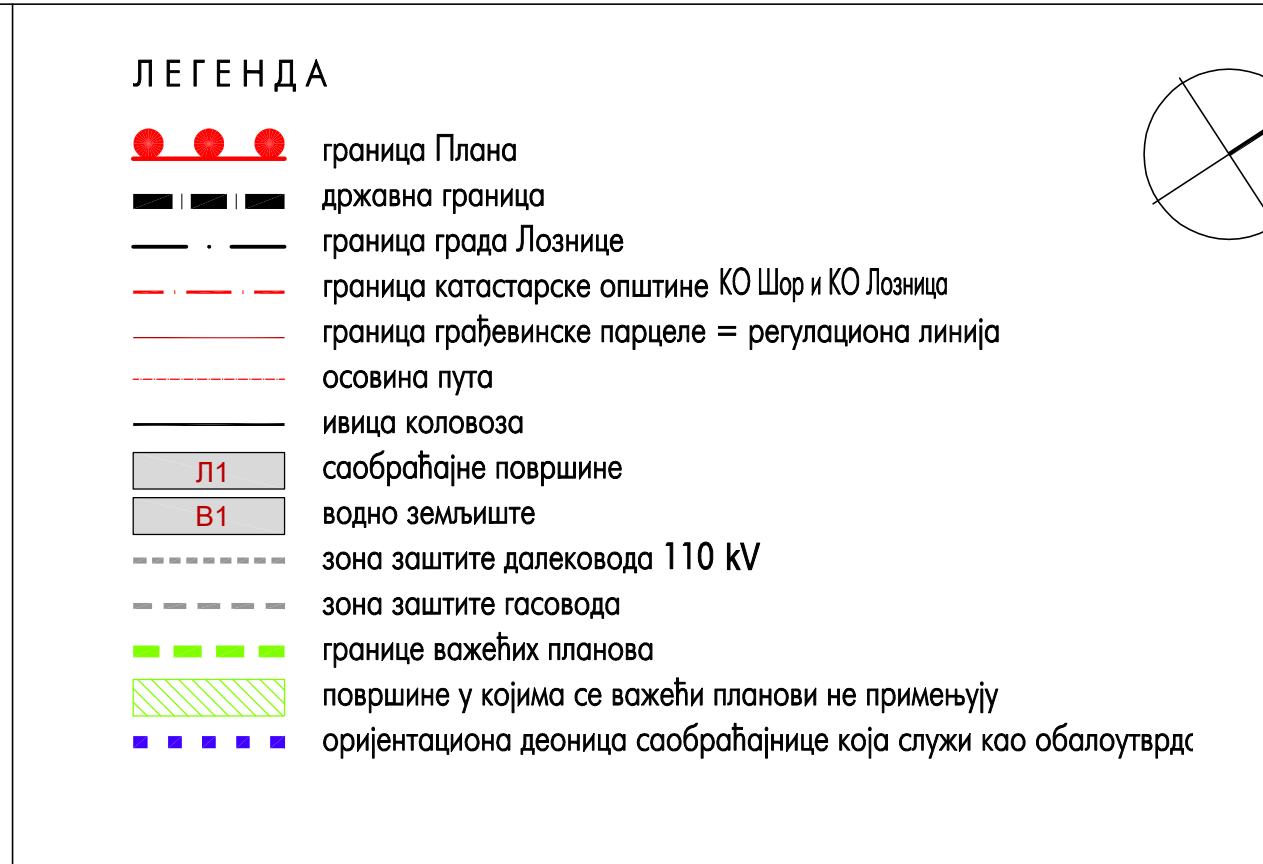 ЛЕГЕНДА
граница Плана
државна граница
граница града Лознице
граница катастарске општине КО Шор и КО Лозница
граница грађевинске парцеле = регулациона линија
осовина пута
ивица коловоза
Л1 саобраћајне површине
В1 водно земљиште
зона заштите далековода 110 kV
зона заштите гасовода
границе важећих планова
површине у којима се важећи планови не примењују
оријентациона деоница саобраћајнице која служи као